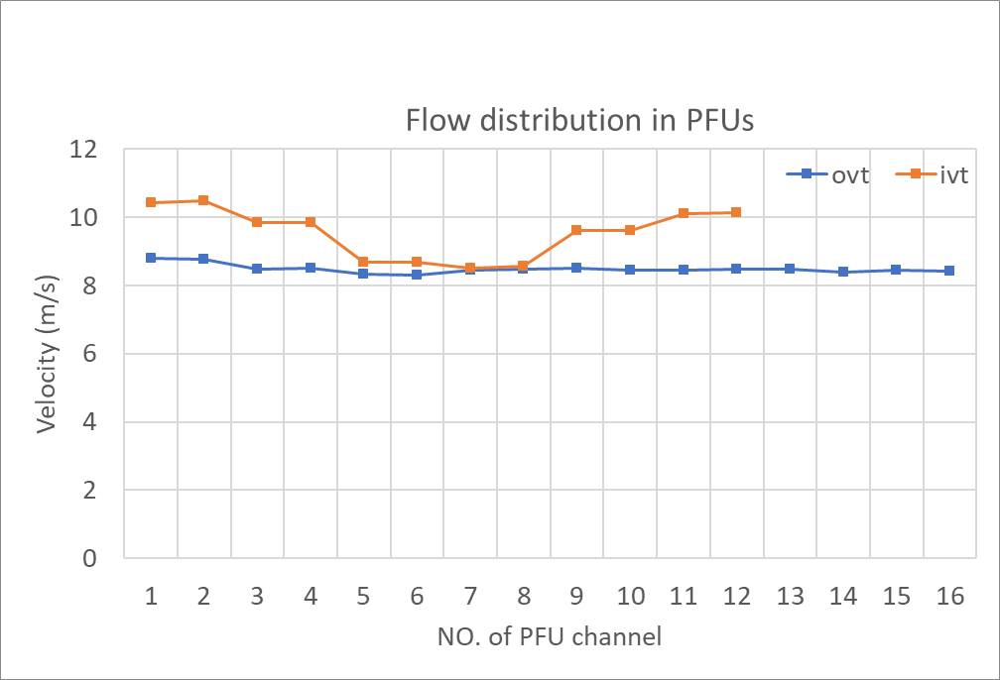 Flow distribution in PFUs
12
ovt ivt
10
8
6
4
2
0
Velocity (m/s)
1 2 3 4 5 6 7 8 9 10 11 12 13 14 15 16
NO. of PFU channel